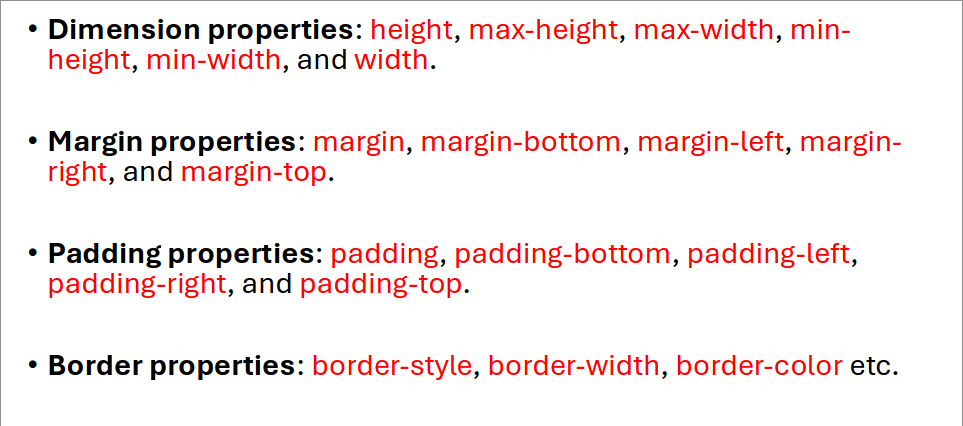 • Dimension properties: height, max-height, max-width, min-
height, min-width, and width.
• Margin properties: margin, margin-bottom, margin-left, margin-
right, and margin-top.
• Padding properties: padding, padding-bottom, padding-left,
padding-right, and padding-top.
• Border properties: border-style, border-width, border-color etc.